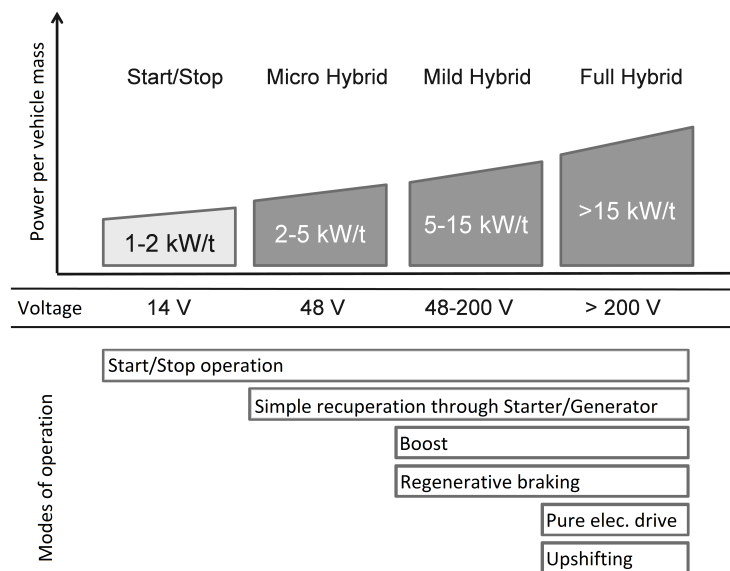 Start/Stop Micro Hybrid Mild Hybrid Full Hybrid
Power per vehicle mass
1-2 kW/t 2-5 kW/t 5-15 kW/t >15 kW/t
Voltage 14 V 48 V 48-200 V > 200 V
Modes of operation
Start/Stop operation
Simple recuperation through Starter/Generator
Boost
Regenerative braking
Pure elec. drive
Upshifting